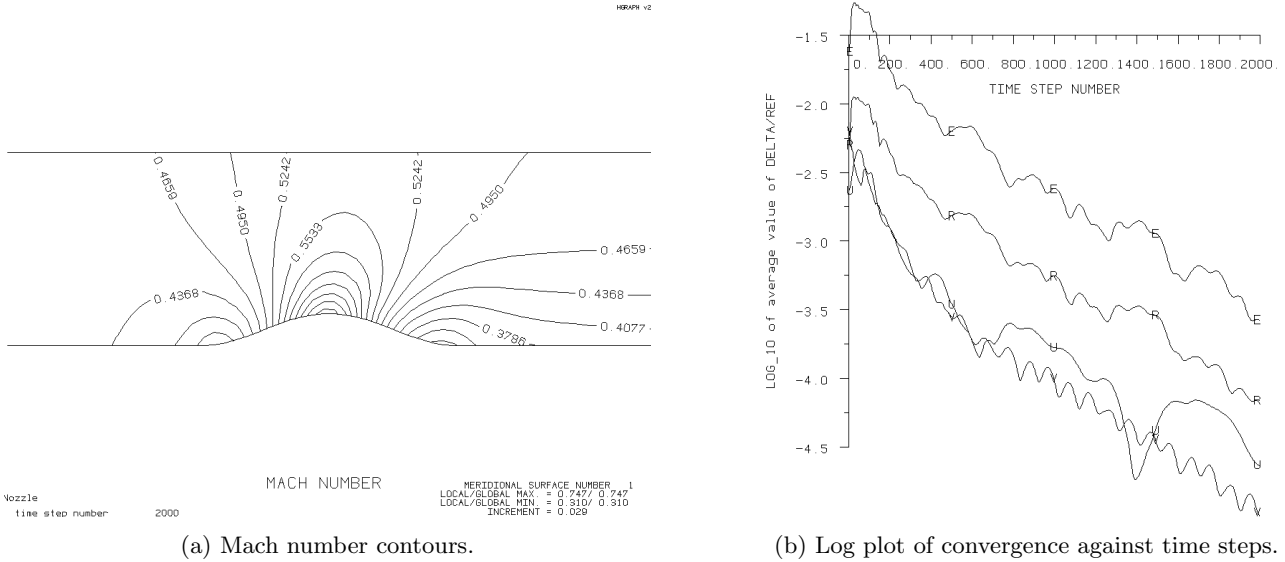 HGRAPH v2
0.4659
0.4950
0.5242
0.5533
0.5242
0.4950
0.4659
0.4368
0.4368
0.4077
0.3786
MACH NUMBER
MERIDIONAL SURFACE NUMBER 1
LOCAL/GLOBAL MAX. = 0.747/ 0.747
LOCAL/GLOBAL MIN. = 0.310/ 0.310
INCREMENT = 0.029
Nozzle
time step number 2000
(a) Mach number contours.
-1.5
-2.0
-2.5
-3.0
-3.5
-4.0
-4.5
LOG_10 of average value of DELTA/REF
0. 200. 400. 600. 800. 1000. 1200. 1400. 1600. 1800. 2000.
TIME STEP NUMBER
E E E E E
R R R R R
U U U U U
V V V V V
(b) Log plot of convergence against time steps.